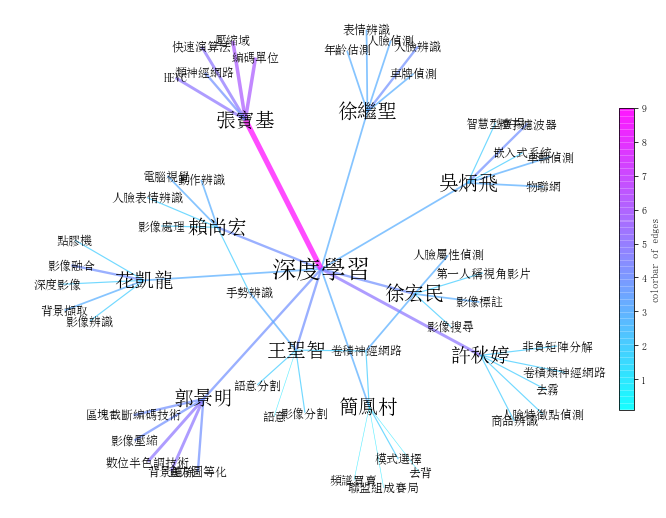 表情辨識
人臉偵測
人臉辨識
年齡估測
車牌偵測
徐繼聖
壓縮域
快速演算法
編碼單位
類神經網路
HEVC
張寶基
智慧型
粒子濾波器
嵌入式系統
車輛偵測
物聯網
吳炳飛
電腦視覺
動作辨識
人臉表情辨識
影像處理
賴尚宏
點膠機
影像融合
深度影像
花凱龍
背景擷取
影像辨識
深度學習
手勢辨識
人臉屬性偵測
第一人稱視角影片
徐宏民
影像標註
影像搜尋
王聖智
卷積神經網路
許秋婷
非負矩陣分解
卷積類神經網路
去霧
人臉特徵點偵測
商品辨識
語意分割
語意
影像分割
郭景明
區塊截斷編碼技術
影像壓縮
數位半色調技術
背景
圖等化
簡鳳村
模式選擇
去背
頻譜買賣
聯盟組成賽局
colorbar of edges
9
8
7
6
5
4
3
2
1